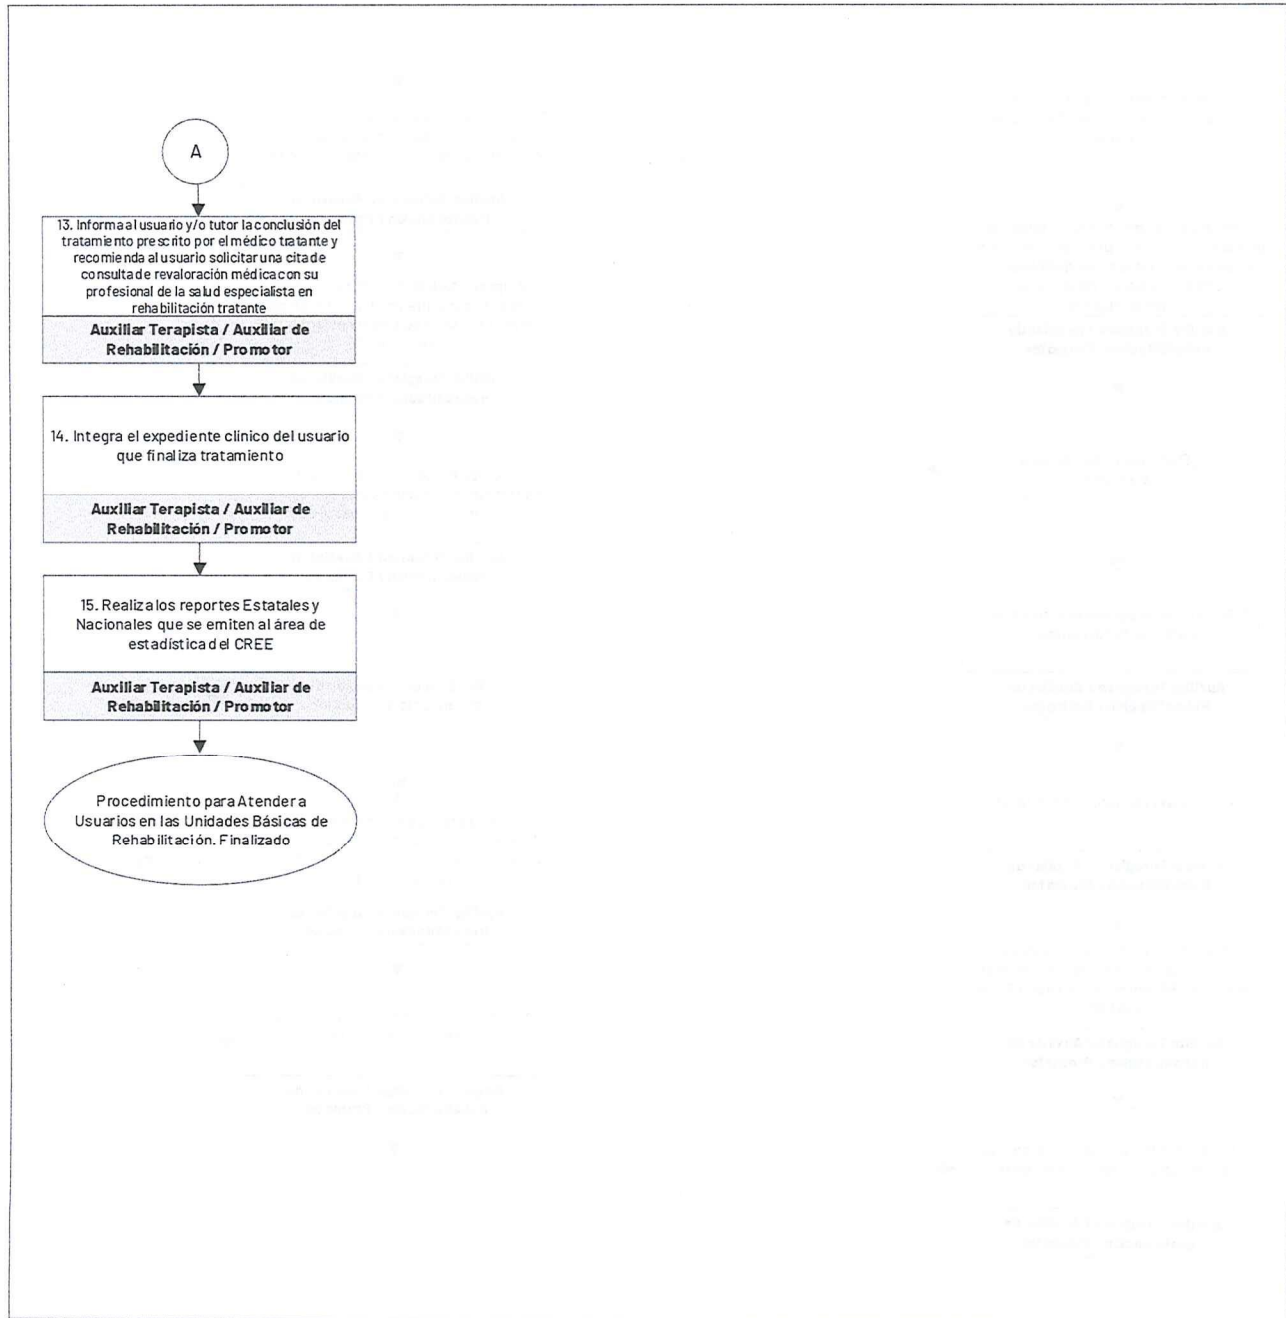 A
13. Informa al usuario y/o tutor la conclusión del
tratamiento prescrito por el médico tratante y
recomienda al usuario solicitar una cita de
consulta de revaloración médica con su
profesional de la salud especialista en
rehabilitación tratante
Auxiliar Terapista / Auxiliar de
Rehabilitación / Promotor
14. Integra el expediente clínico del usuario
que finaliza tratamiento
Auxiliar Terapista / Auxiliar de
Rehabilitación / Promotor
15. Realiza los reportes Estatales y
Nacionales que se emiten al área de
estadística del CREE
Auxiliar Terapista / Auxiliar de
Rehabilitación / Promotor
Procedimiento para Atender a
Usuarios en las Unidades Básicas de
Rehabilitación. Finalizado